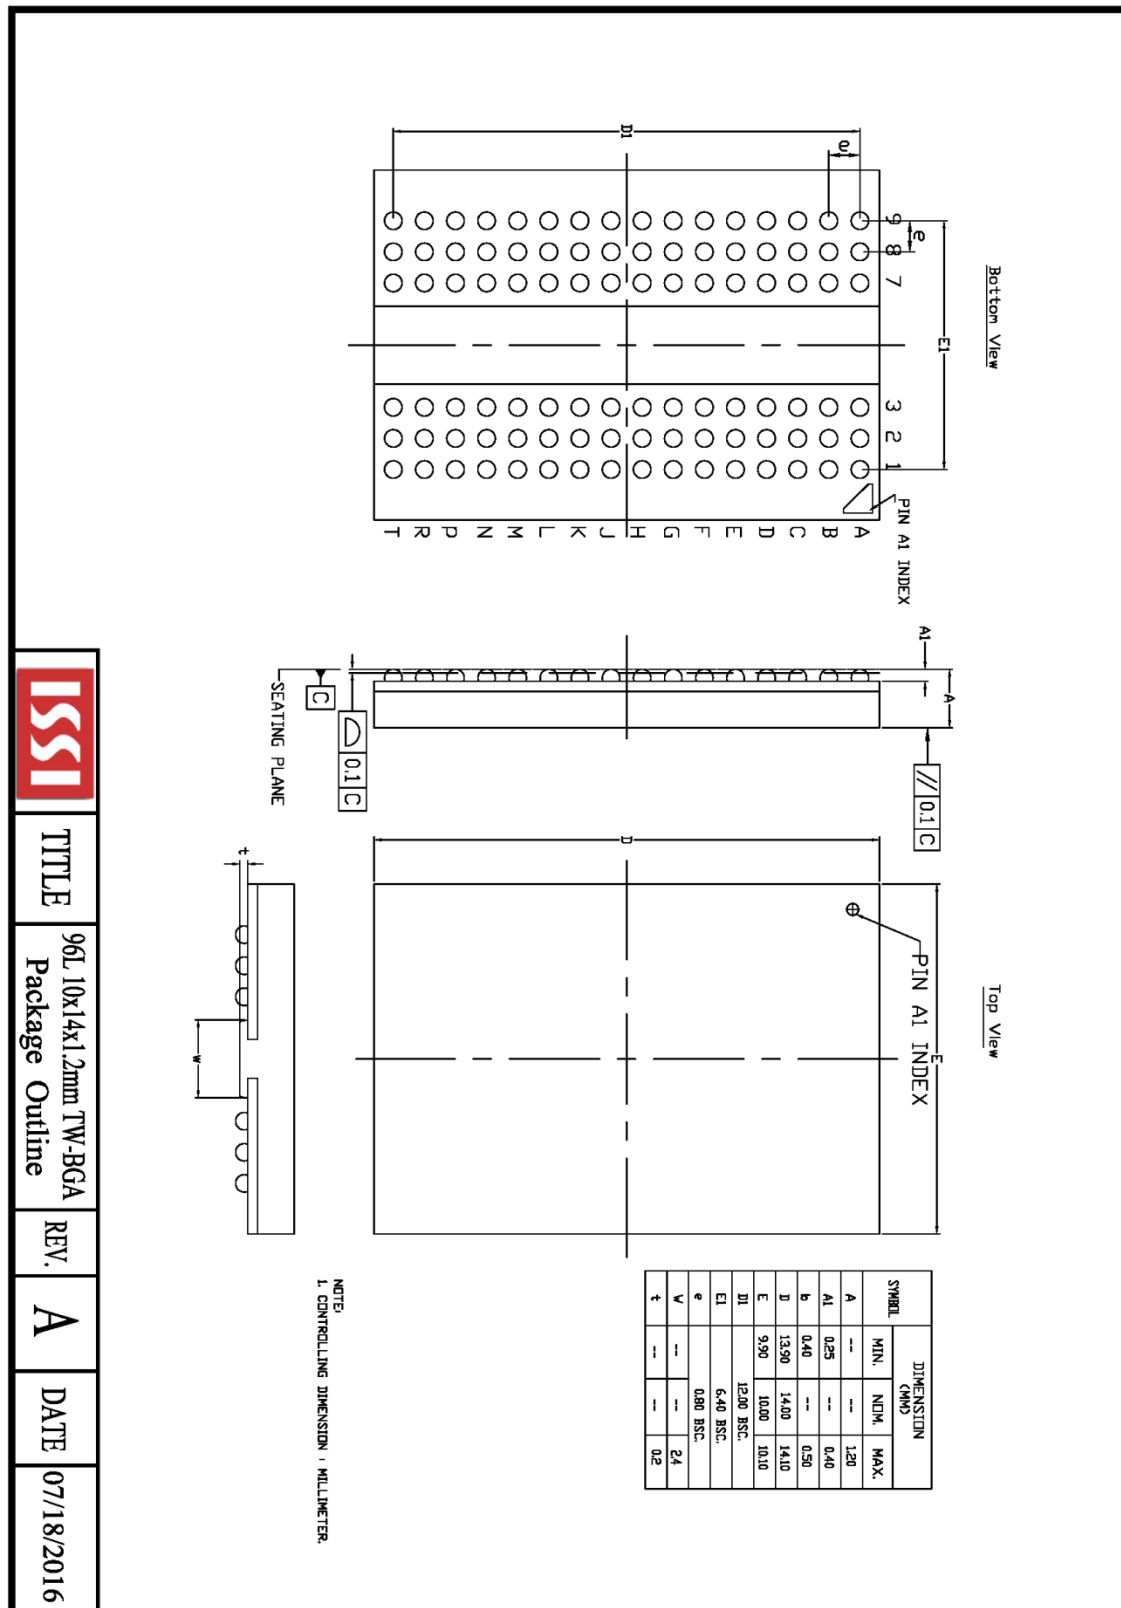 Bottom View
D1
e
9
8
7
3
2
1
e
E1
PIN A1 INDEX
T R P N M L K J H G F E D C B A
A1
A
// 0.1 C
SEATING PLANE
C
0.1 C
Top View
D
E
PIN A1 INDEX
t
w
SYMBOL DIMENSION
(MM)
MIN. NOM. MAX.
A -- -- 1.20
A1 0.25 -- 0.40
b 0.40 -- 0.50
D 13.90 14.00 14.10
E 9.90 10.00 10.10
D1 12.00 BSC.
E1 6.40 BSC.
e 0.80 BSC.
W -- -- 2.4
t -- -- 0.2
NOTE:
1. CONTROLLING DIMENSION : MILLIMETER.
ISSI
TITLE
96L 10x14x1.2mm TW-BGA
Package Outline
REV.
A
DATE
07/18/2016